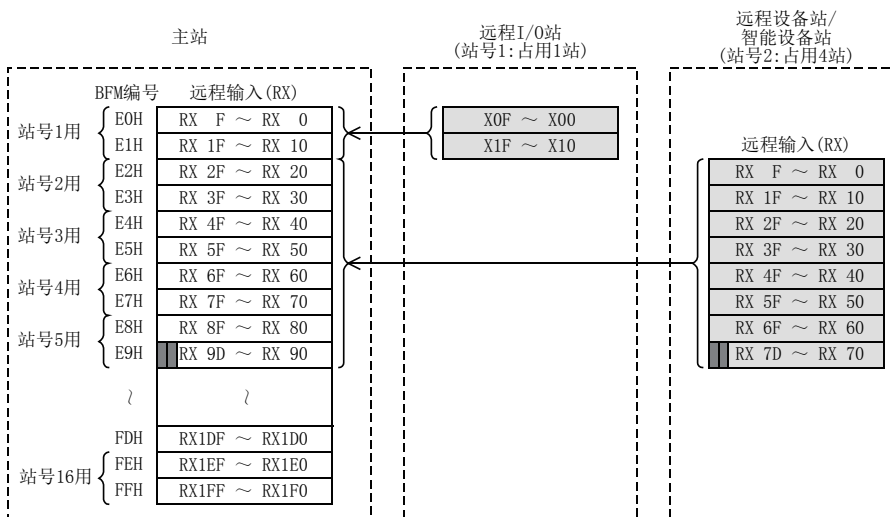 主站
远程I/O站
(站号1:占用1站)
远程设备站/
智能设备站
(站号2:占用4站)
BFM编号 远程输入(RX)
站号1用
E0H RX F ～ RX 0
E1H RX 1F ～ RX 10
站号2用
E2H RX 2F ～ RX 20
E3H RX 3F ～ RX 30
站号3用
E4H RX 4F ～ RX 40
E5H RX 5F ～ RX 50
站号4用
E6H RX 6F ～ RX 60
E7H RX 7F ～ RX 70
站号5用
E8H RX 8F ～ RX 80
E9H RX 9D ～ RX 90
～ ～
FDH RX1DF ～ RX1D0
站号16用
FEH RX1EF ～ RX1E0
FFH RX1FF ～ RX1F0
X0F ～ X00
X1F ～ X10
远程输入(RX)
RX F ～ RX 0
RX 1F ～ RX 10
RX 2F ～ RX 20
RX 3F ～ RX 30
RX 4F ～ RX 40
RX 5F ～ RX 50
RX 6F ～ RX 60
RX 7D ～ RX 70